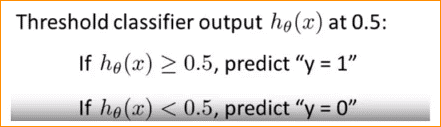 Threshold classifier output hθ(x) at 0.5:
If hθ(x) ≥ 0.5, predict “y = 1”
If hθ(x) < 0.5, predict “y = 0”